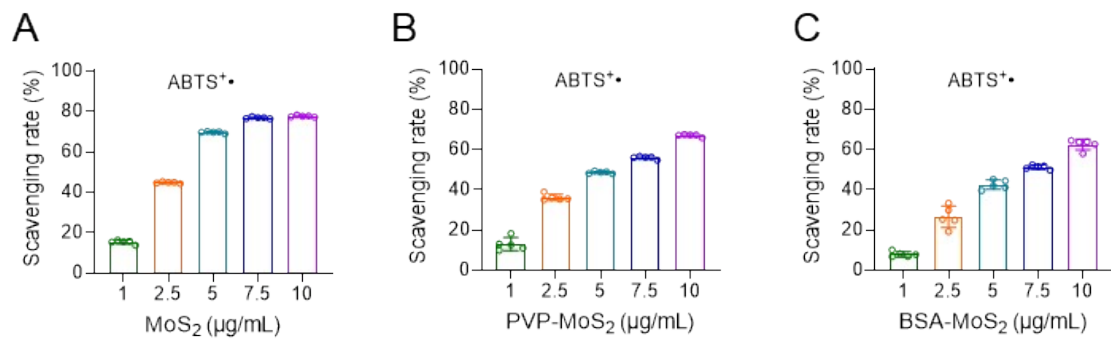 A
ABTS⁺•
Scavenging rate (%)
100
80
60
40
20
0
1 2.5 5 7.5 10
MoS₂ (µg/mL)
B
ABTS⁺•
Scavenging rate (%)
100
80
60
40
20
0
1 2.5 5 7.5 10
PVP-MoS₂ (µg/mL)
C
ABTS⁺•
Scavenging rate (%)
100
80
60
40
20
0
1 2.5 5 7.5 10
BSA-MoS₂ (µg/mL)